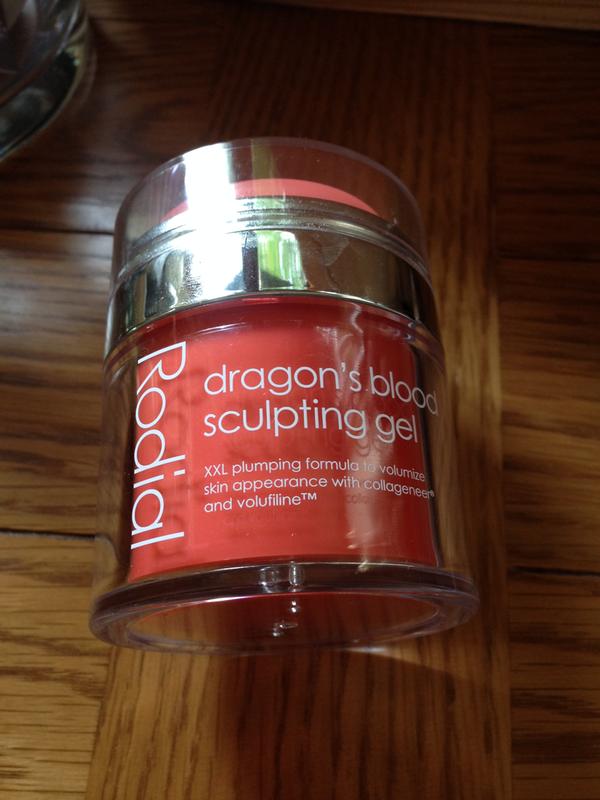 Rodial
dragon's blood
sculpting gel
XXL plumping formula to volumize
skin appearance with collageneer®
and volufiline™